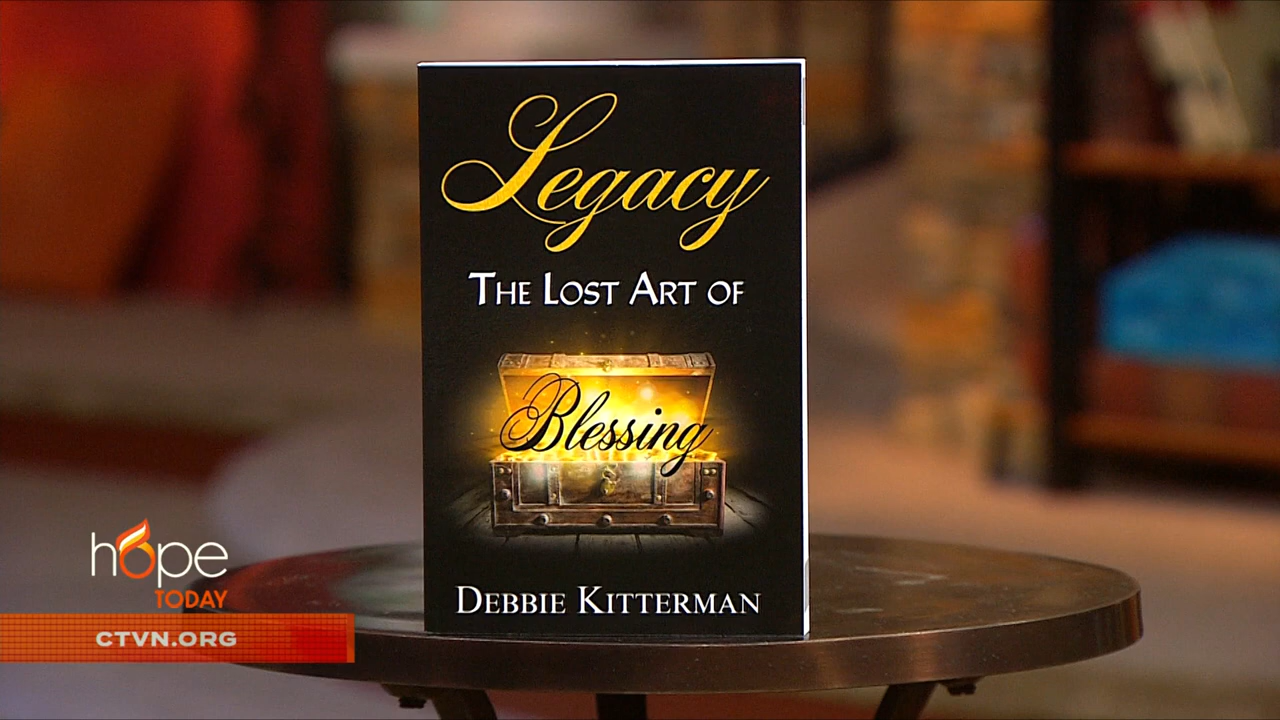 Legacy
THE LOST ART OF
Blessing
DEBBIE KITTERMAN
hope
TODAY
CTVN.ORG